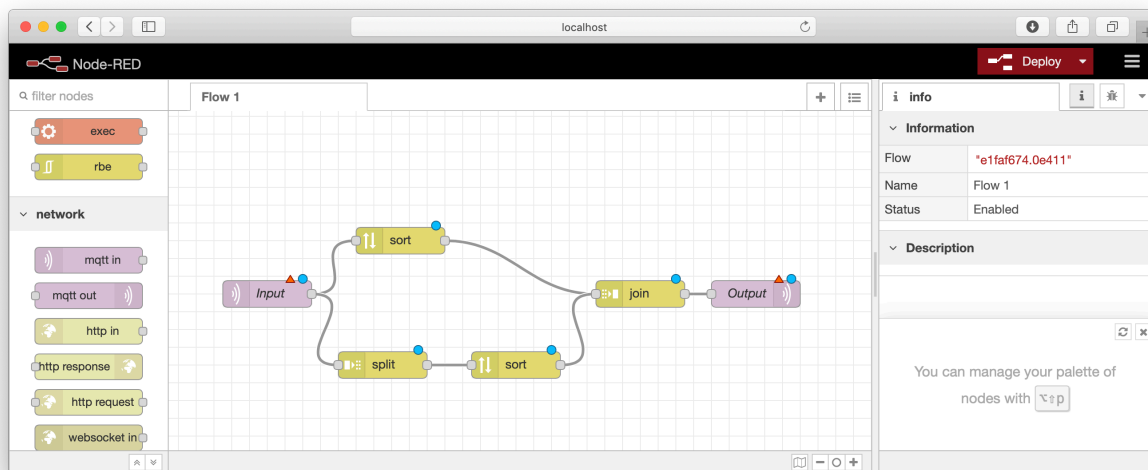 localhost
Node-RED
Deploy
filter nodes
Flow 1
i info
i
exec
rbe
network
mqtt in
mqtt out
http in
http response
http request
websocket in
sort
Input
join
Output
split
sort
Information
Flow "e1faf674.0e411"
Name Flow 1
Status Enabled
Description
You can manage your palette of
nodes with ⌥⇧p